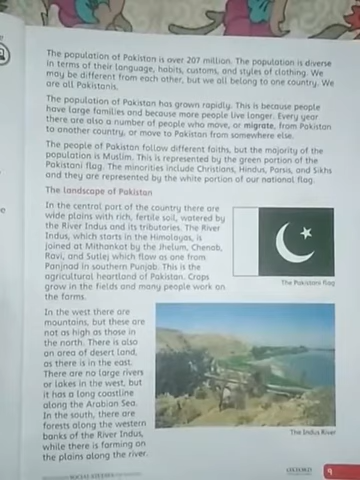 The population of Pakistan is over 207 million. The population is diverse
in terms of their language, habits, customs, and styles of clothing. We
may be different from each other, but we all belong to one country. We
are all Pakistanis.
The population of Pakistan has grown rapidly. This is because people
have large families and because more people live longer. Every year
there are also a number of people who move, or migrate, from Pakistan
to another country, or move to Pakistan from somewhere else.
The people of Pakistan follow different faiths, but the majority of the
population is Muslim. This is represented by the green portion of the
Pakistani flag. The minorities include Christians, Hindus, Parsis, and Sikhs
and they are represented by the white portion of our national flag.
The landscape of Pakistan
In the central part of the country there are
wide plains with rich, fertile soil, watered by
the River Indus and its tributaries. The River
Indus, which starts in the Himalayas, is
joined at Mithankot by the Jhelum, Chenab,
Ravi, and Sutlej which flow as one from
Panjnad in southern Punjab. This is the
agricultural heartland of Pakistan. Crops
grow in the fields and many people work on
the farms.
The Pakistani flag
In the west there are
mountains, but these are
not as high as those in
the north. There is also
an area of desert land,
as there is in the east.
There are no large rivers
or lakes in the west, but
it has a long coastline
along the Arabian Sea.
In the south, there are
forests along the western
banks of the River Indus,
while there is farming on
the plains along the river.
The Indus River
OXFORD
9